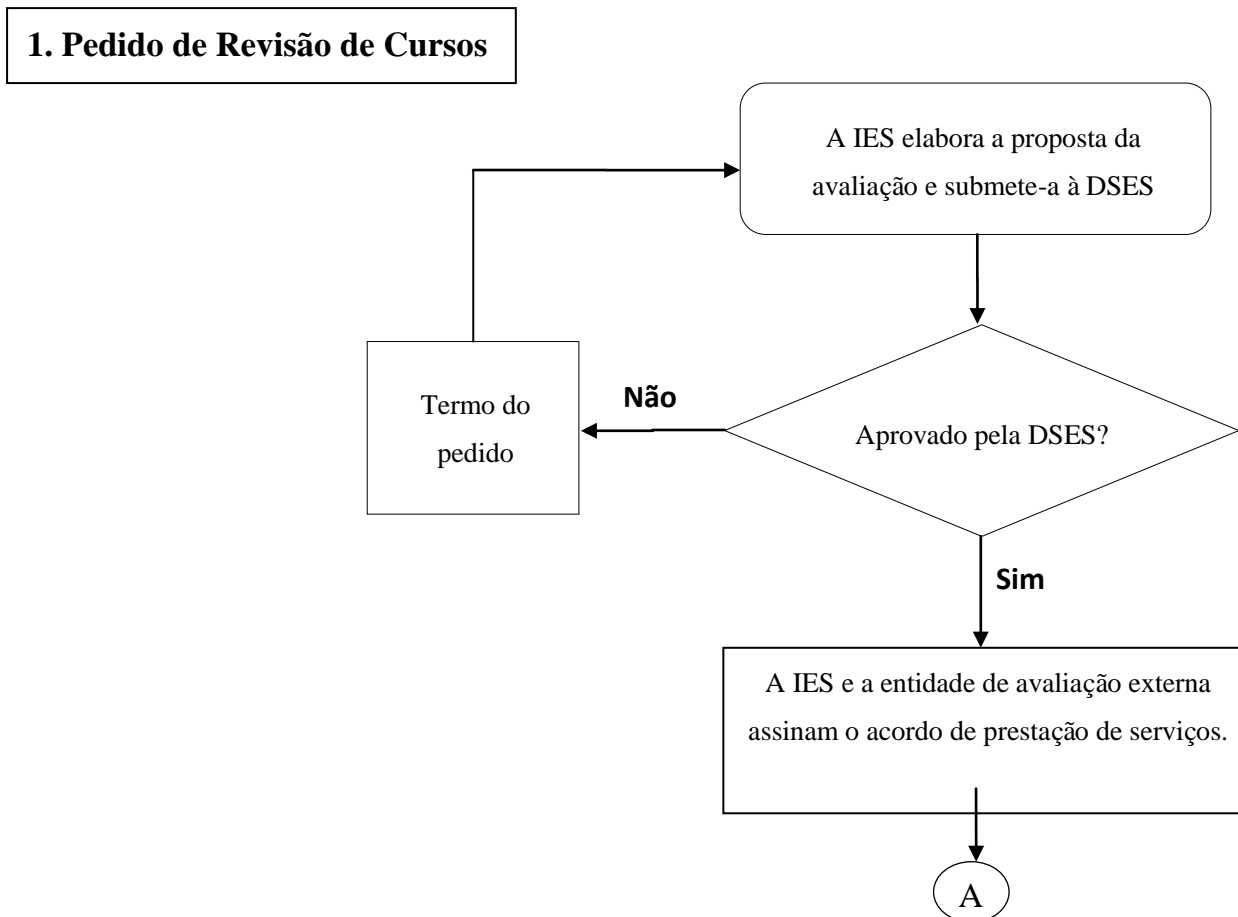 1. Pedido de Revisão de Cursos
A IES elabora a proposta da
avaliação e submete-a à DSES
Termo do
pedido
Não
Aprovado pela DSES?
Sim
A IES e a entidade de avaliação externa
assinam o acordo de prestação de serviços.
A